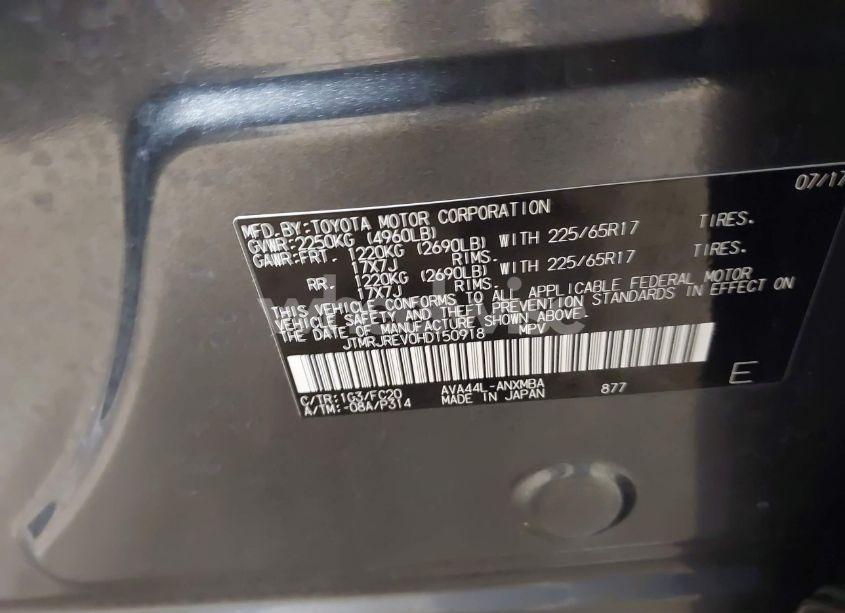 07/17
MFD.BY:TOYOTA MOTOR CORPORATION
GVWR:2250KG (4960LB)
GAWR:FRT. 1220KG (2690LB) WITH 225/65R17 TIRES.
17X7J RIMS.
RR. 1220KG (2690LB) WITH 225/65R17 TIRES.
17X7J RIMS.
THIS VEHICLE CONFORMS TO ALL APPLICABLE FEDERAL MOTOR
VEHICLE SAFETY AND THEFT PREVENTION STANDARDS IN EFFECT ON
THE DATE OF MANUFACTURE SHOWN ABOVE.
JTMRJREV0HD150918 MPV
C/TR:1G3/FC20 AVA44L-ANXMBA 877 E
A/TM:-08A/P314 MADE IN JAPAN